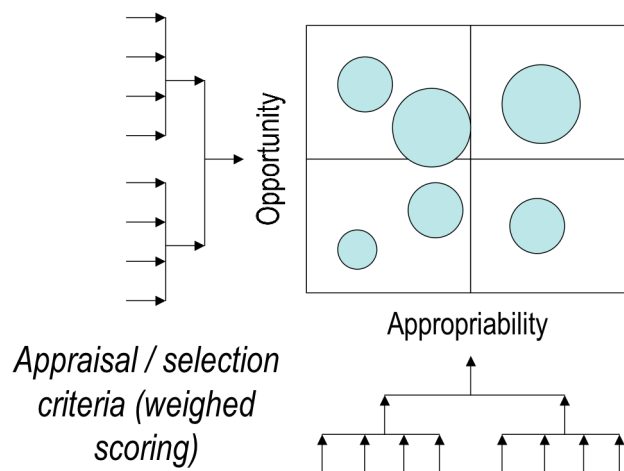 Opportunity
Appropriability
Appraisal / selection
criteria (weighed
scoring)